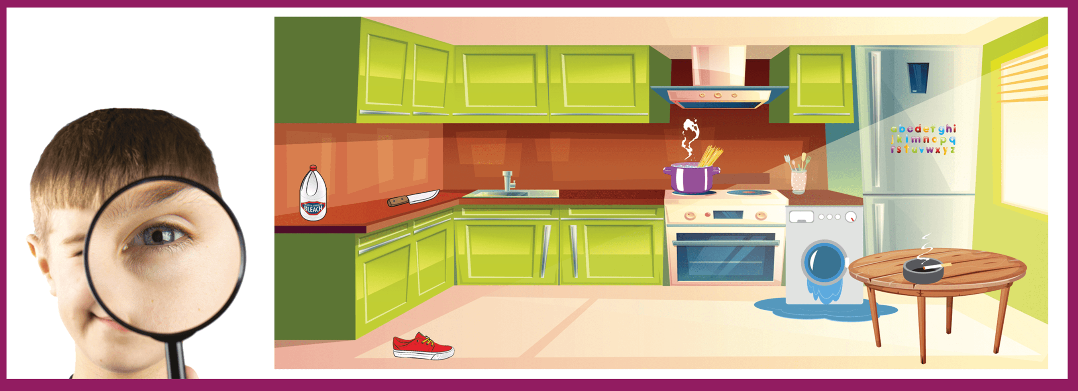 BLEACH
abcdefghi
jklmnopq
rstuvwxyz